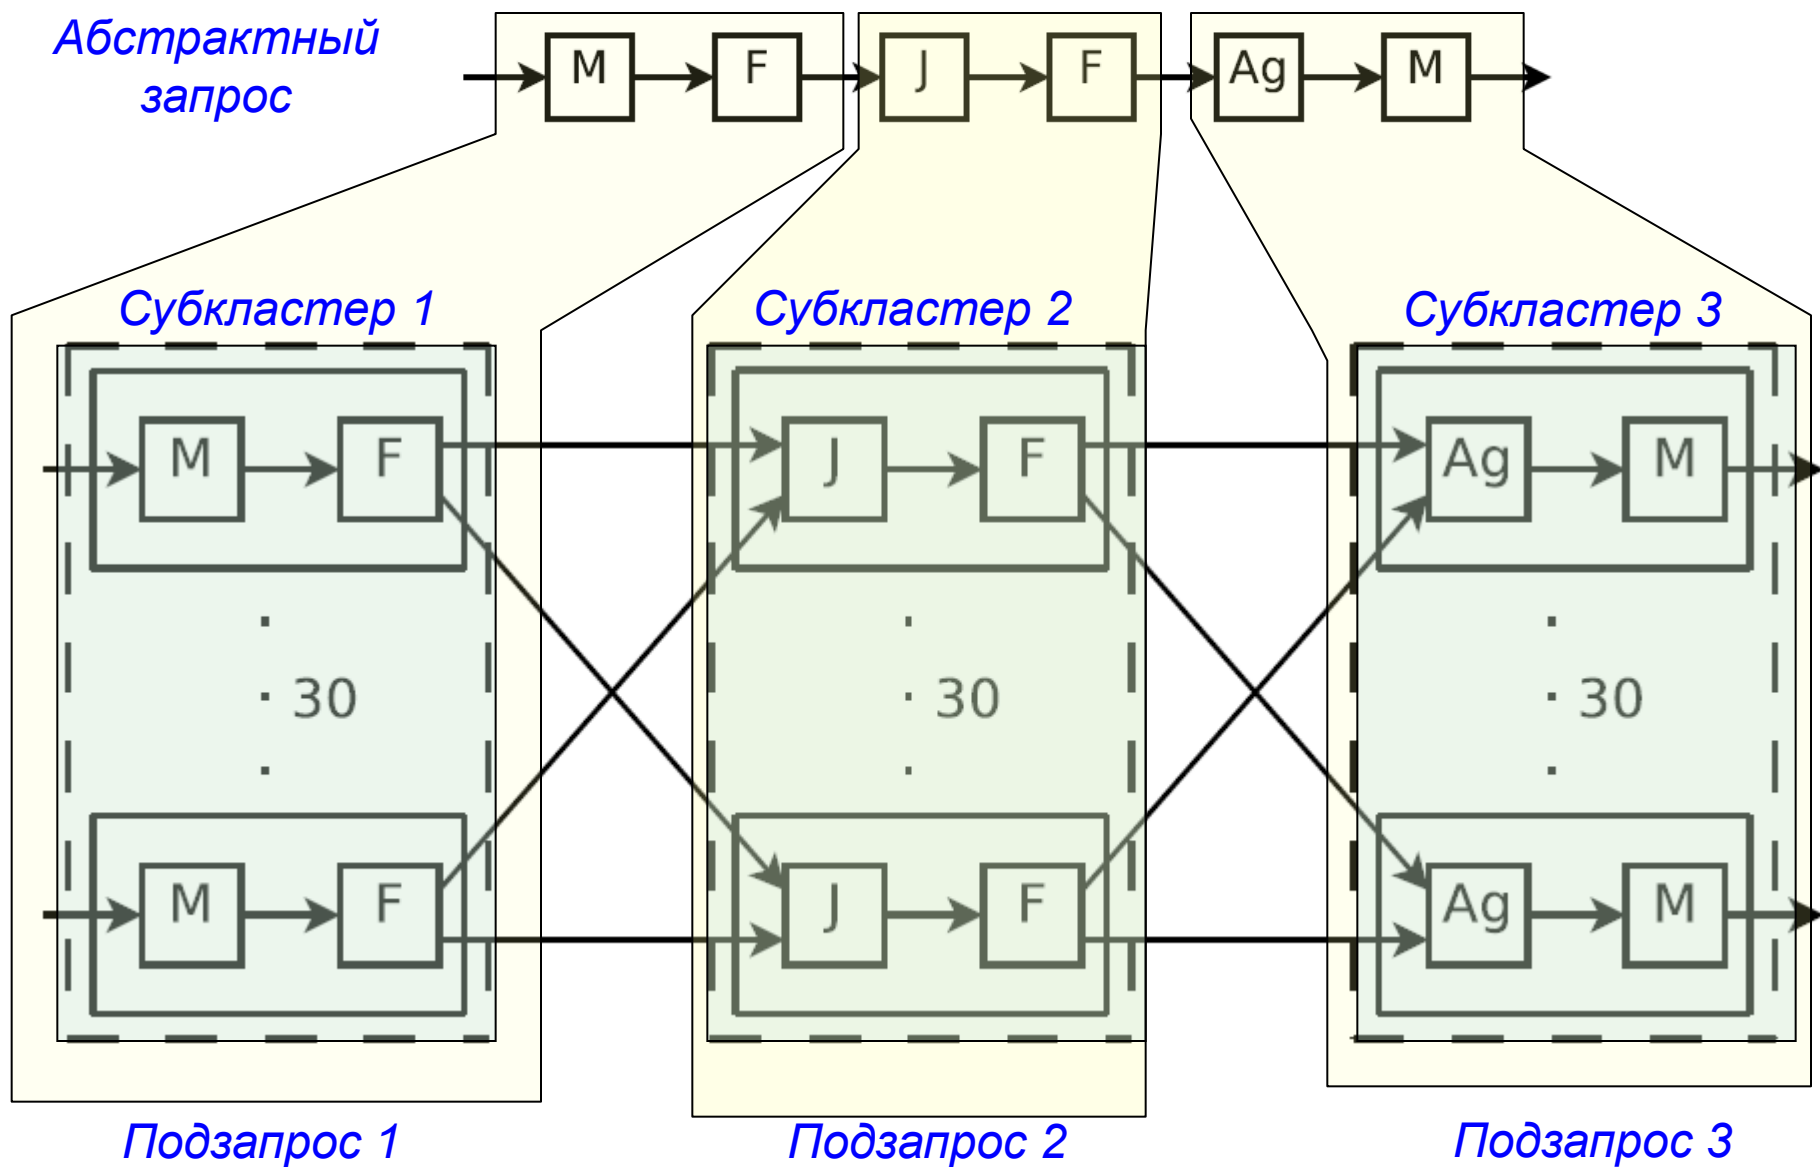 Абстрактный
запрос
M F J F Ag M
Субкластер 1 Субкластер 2 Субкластер 3
M F J F Ag M
30 30 30
M F J F Ag M
Подзапрос 1 Подзапрос 2 Подзапрос 3